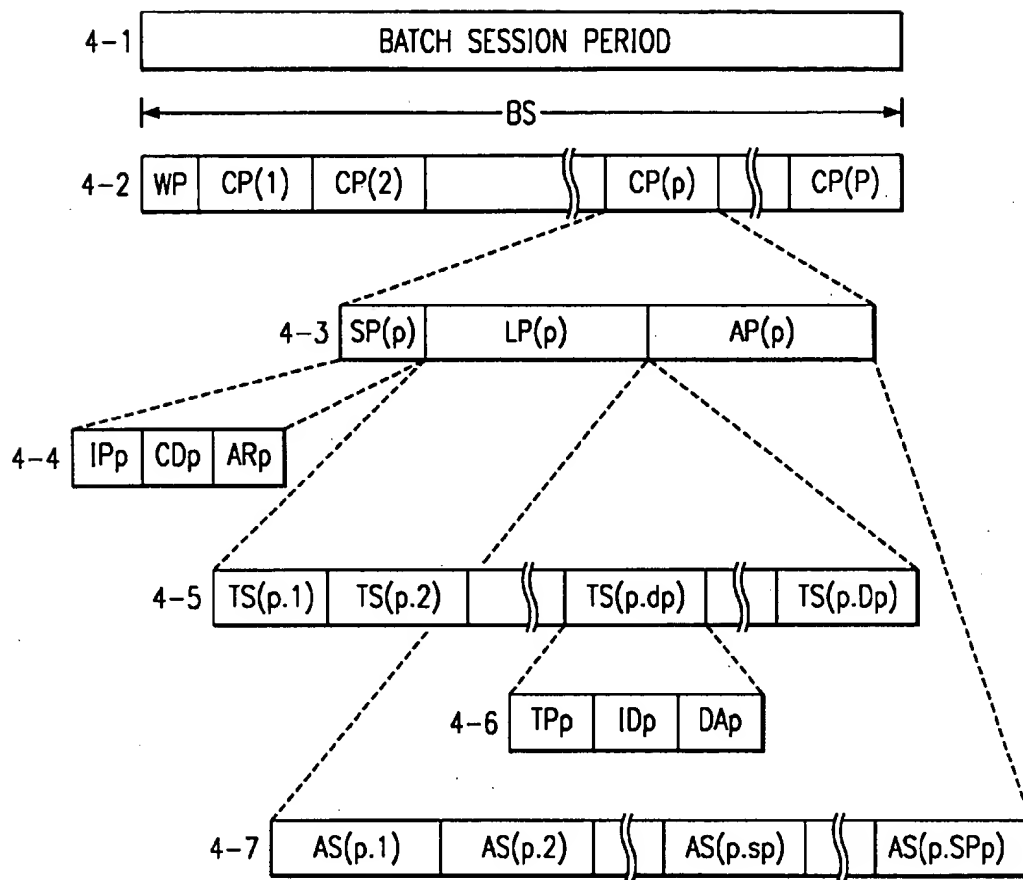 4-1 BATCH SESSION PERIOD
BS
4-2 WP CP(1) CP(2) CP(p) CP(P)
4-3 SP(p) LP(p) AP(p)
4-4 IPp CDp ARp
4-5 TS(p.1) TS(p.2) TS(p.dp) TS(p.Dp)
4-6 TPp IDp DAp
4-7 AS(p.1) AS(p.2) AS(p.sp) AS(p.SPp)